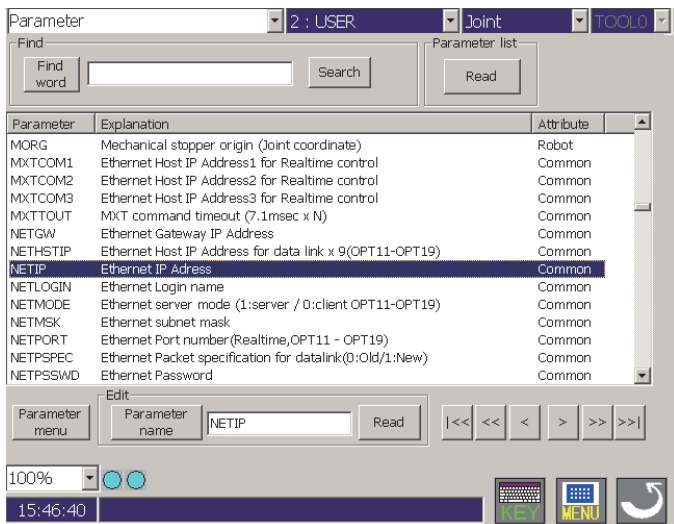 Parameter 2 : USER Joint TOOL0
Find Parameter list
Find word Search Read
Parameter Explanation Attribute
MORG Mechanical stopper origin (Joint coordinate) Robot
MXTCOM1 Ethernet Host IP Address1 for Realtime control Common
MXTCOM2 Ethernet Host IP Address2 for Realtime control Common
MXTCOM3 Ethernet Host IP Address3 for Realtime control Common
MXTTOUT MXT command timeout (7.1msec x N) Common
NETGW Ethernet Gateway IP Address Common
NETHSTIP Ethernet Host IP Address for data link x 9(OPT11-OPT19) Common
NETIP Ethernet IP Adress Common
NETLOGIN Ethernet Login name Common
NETMODE Ethernet server mode (1:server / 0:client OPT11-OPT19) Common
NETMSK Ethernet subnet mask Common
NETPORT Ethernet Port number(Realtime,OPT11 - OPT19) Common
NETPSPEC Ethernet Packet specification for datalink(0:Old/1:New) Common
NETPSSWD Ethernet Password Common
Edit
Parameter menu Parameter name NETIP Read |<< << < > >> >>|
100%
15:46:40 KEY MENU